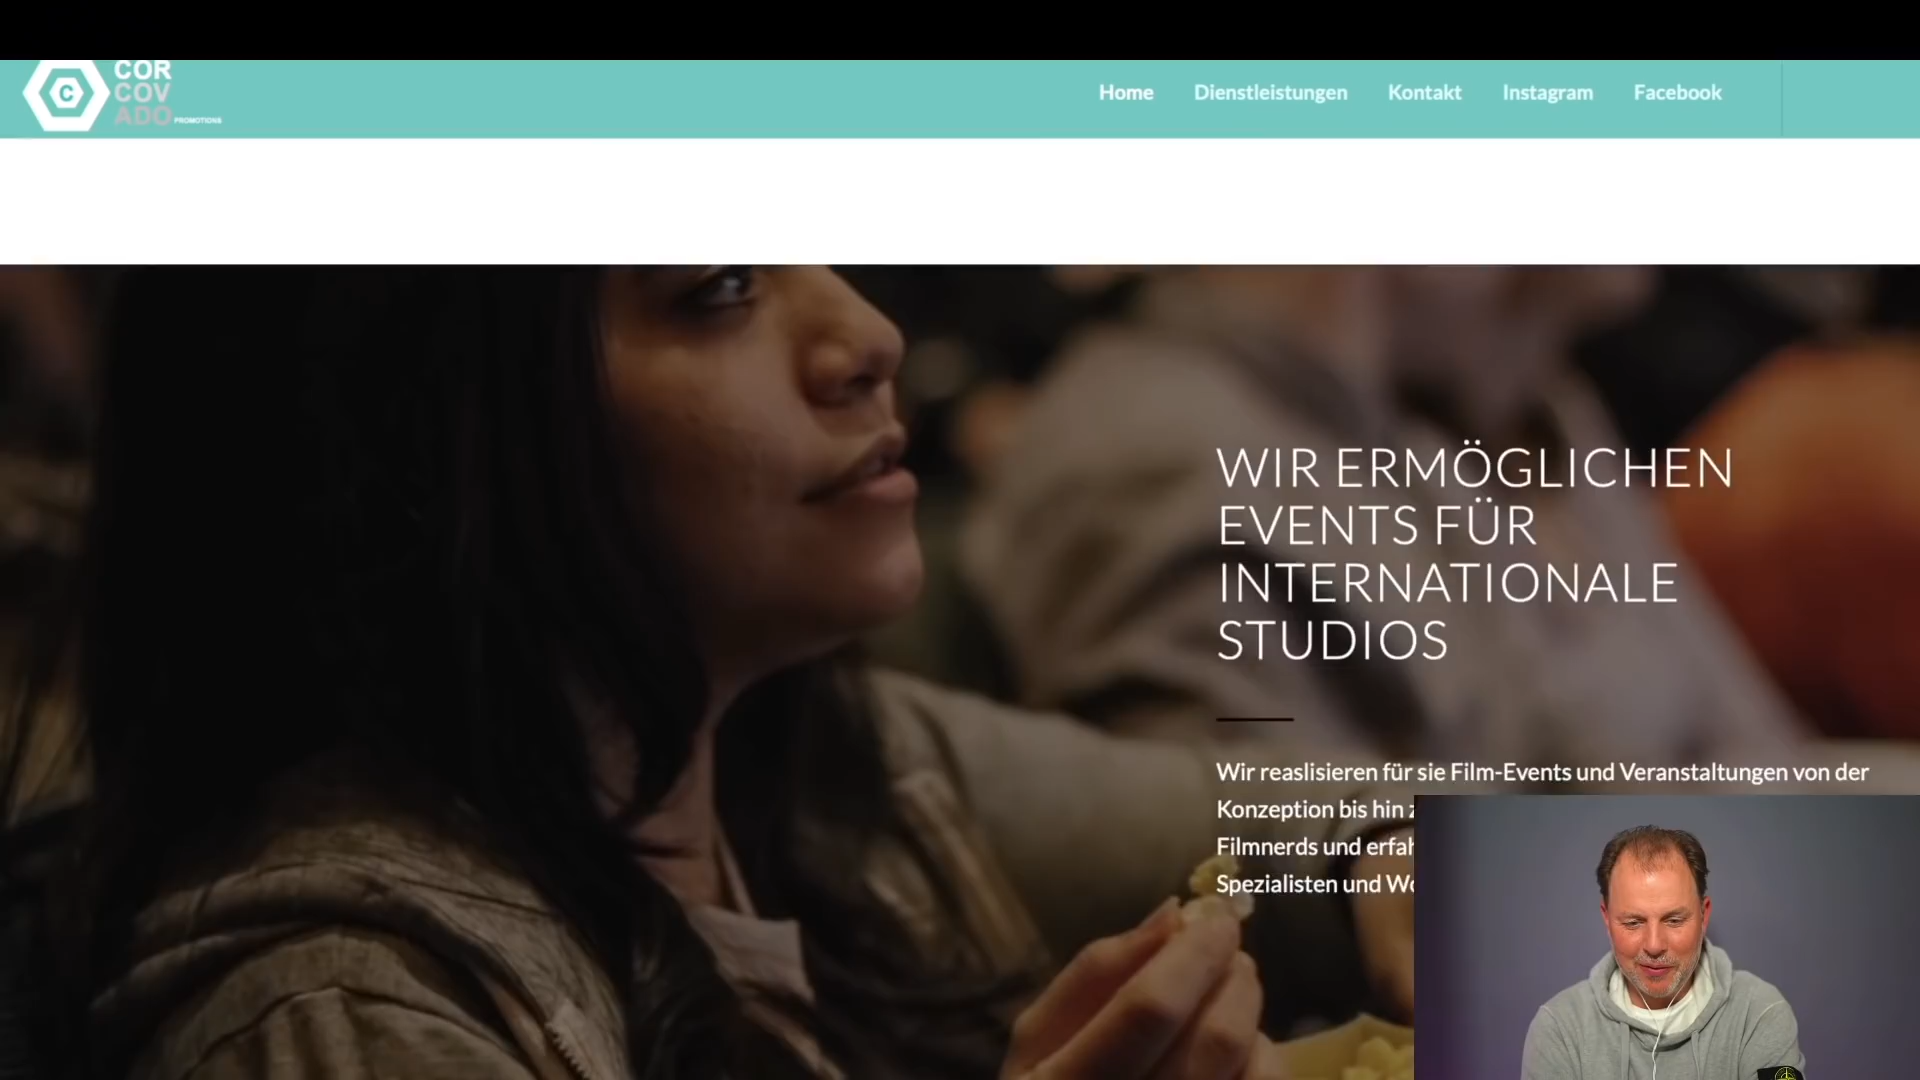 COR
COV
ADO PROMOTIONS
C
Home Dienstleistungen Kontakt Instagram Facebook
WIR ERMÖGLICHEN
EVENTS FÜR
INTERNATIONALE
STUDIOS
Wir reaslisieren für sie Film-Events und Veranstaltungen von der
Konzeption bis hin
Filmnerds und
Spezialisten und